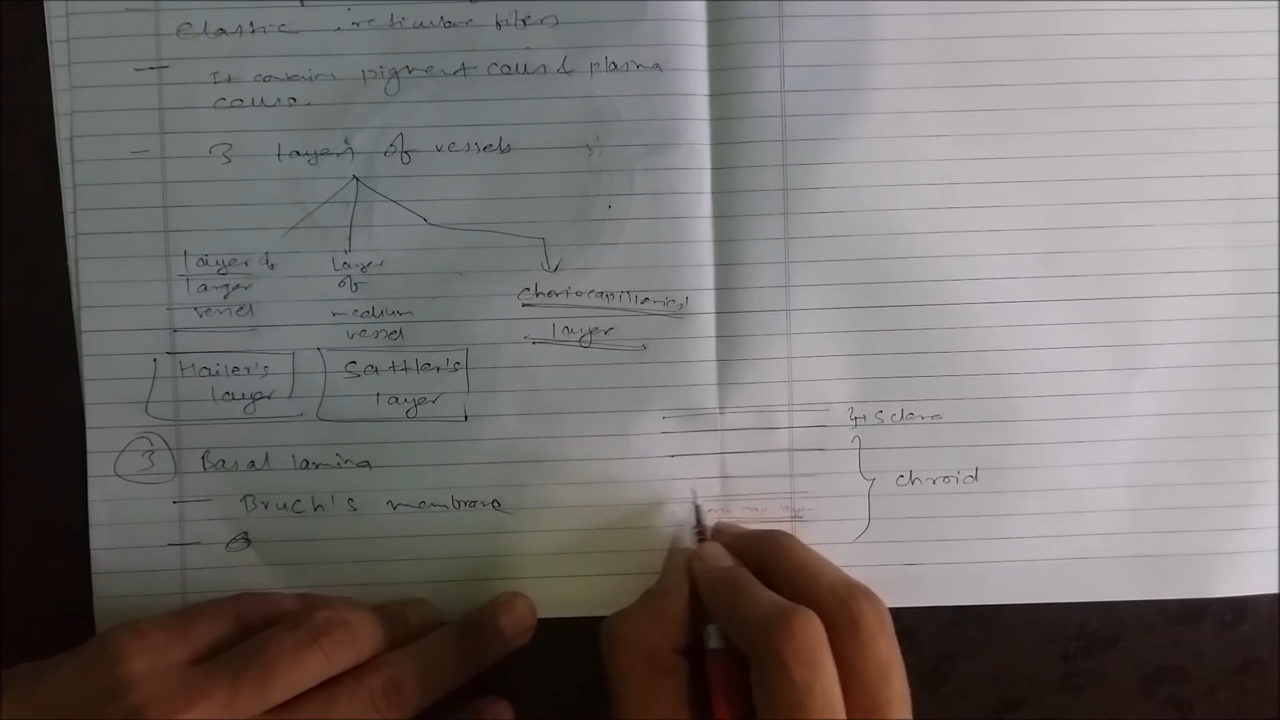 elastic, reticular fibers
— It contains pigment cells & plasma
cells.
- 3 layers of vessels
layer of
larger
vessel
layer
of
medium
vessel
choriocapillaries
layer
Haller's
layer
Sattler's
layer
③ Basal lamina
— Bruch's membrane
—
sclera
chroid